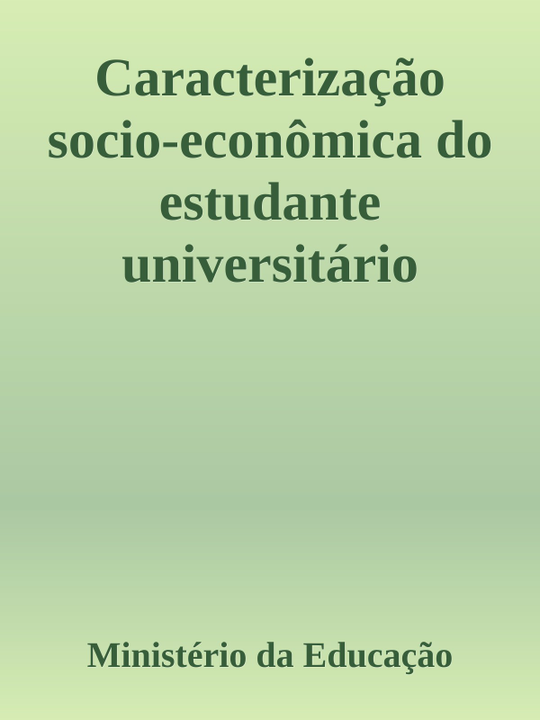 Caracterização
socio-econômica do
estudante
universitário
Ministério da Educação